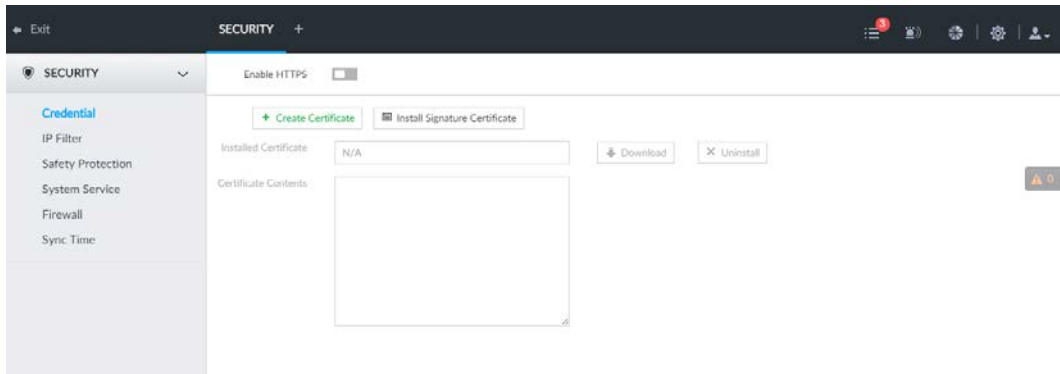 Exit
SECURITY +
3
SECURITY
Enable HTTPS
Credential
+ Create Certificate
Install Signature Certificate
IP Filter
Installed Certificate
N/A
Download
Uninstall
Safety Protection
Certificate Contents
0
System Service
Firewall
Sync Time